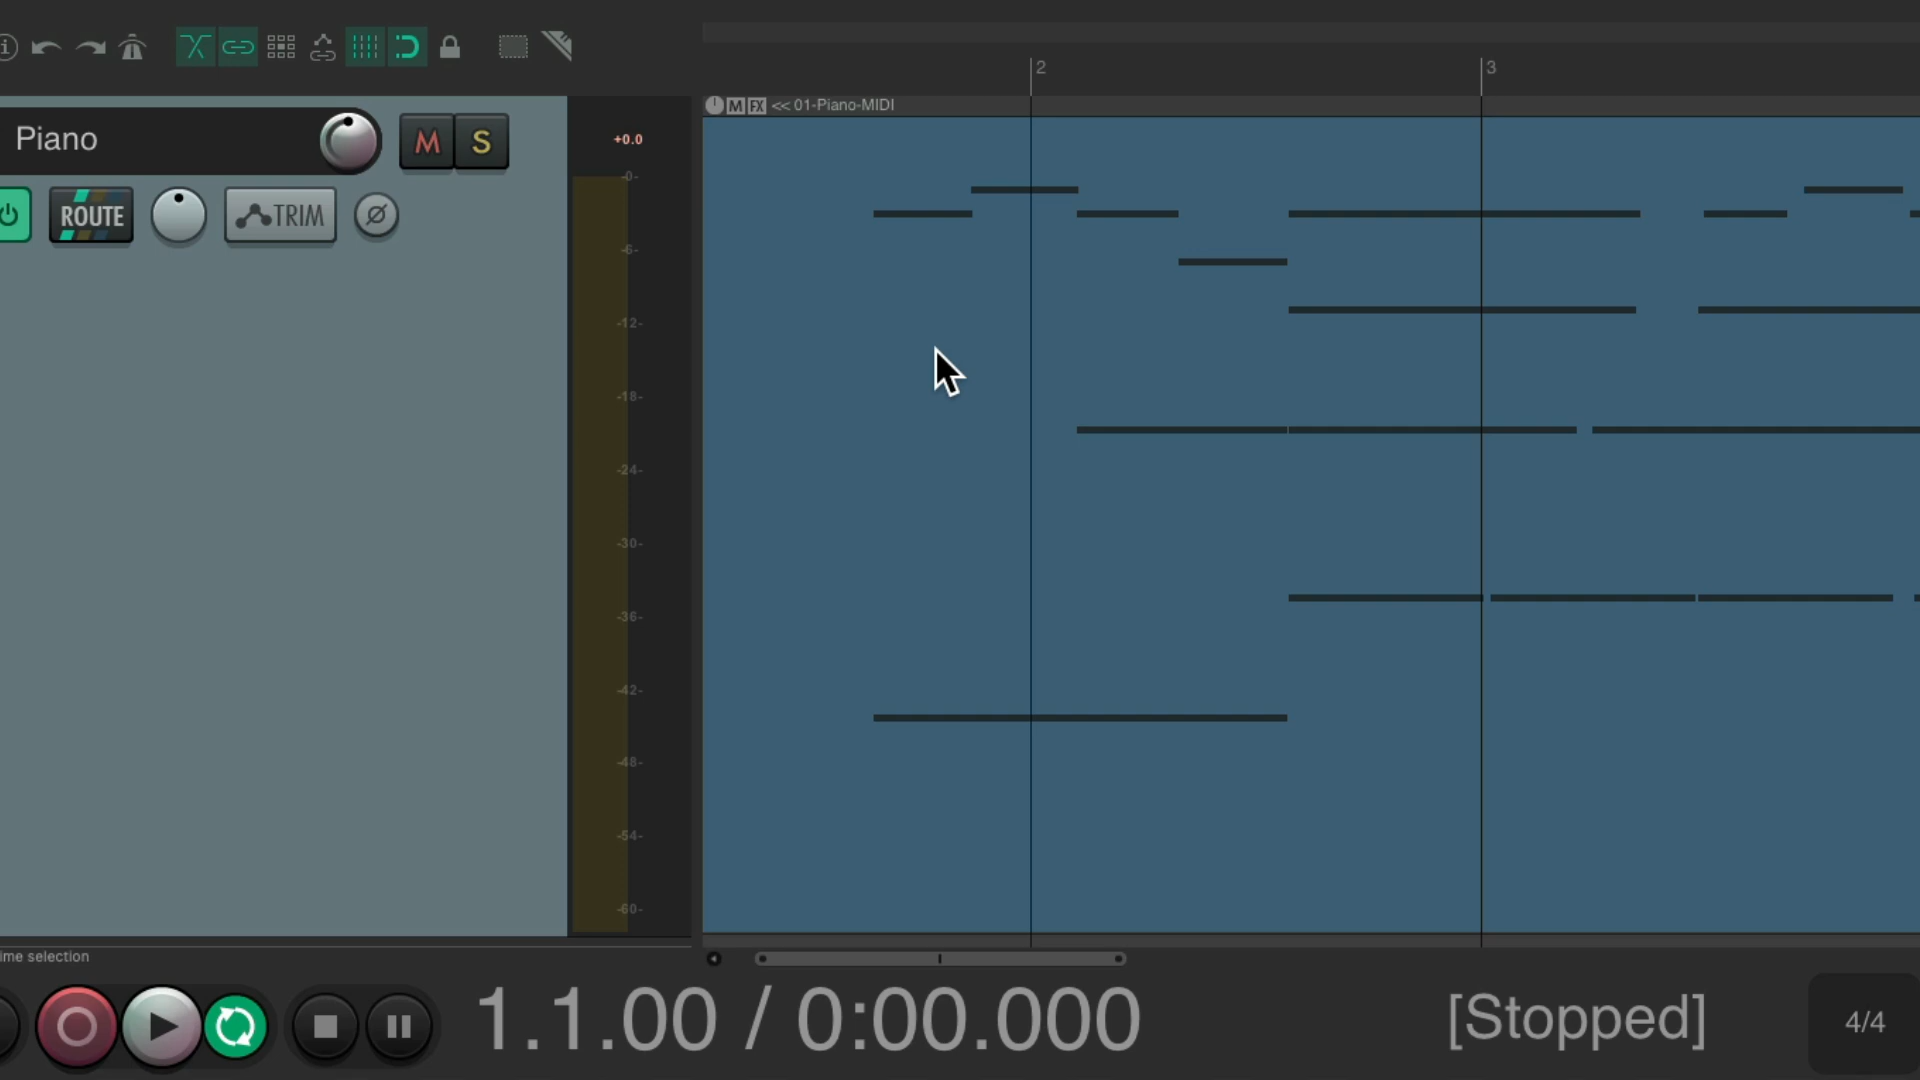 2
3
M FX << 01-Piano-MIDI
Piano
M S
+0.0
ROUTE
TRIM
-0-
-6-
-12-
-18-
-24-
-30-
-36-
-42-
-48-
-54-
-60-
ime selection
1.1.00 / 0:00.000
[Stopped]
4/4